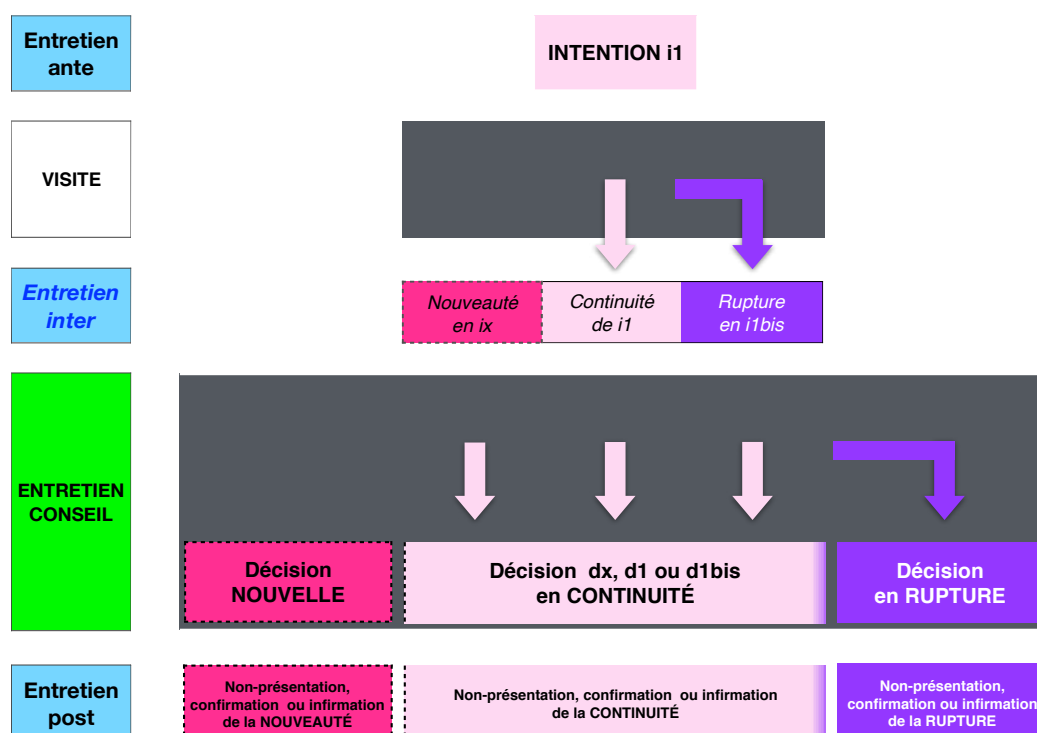 Entretien
ante
INTENTION i1
VISITE
Entretien
inter
Nouveauté
en ix
Continuité
de i1
Rupture
en i1bis
ENTRETIEN
CONSEIL
Décision
NOUVELLE
Décision dx, d1 ou d1bis
en CONTINUITÉ
Décision
en RUPTURE
Entretien
post
Non-présentation,
confirmation ou infirmation
de la NOUVEAUTÉ
Non-présentation, confirmation ou infirmation
de la CONTINUITÉ
Non-présentation,
confirmation ou infirmation
de la RUPTURE